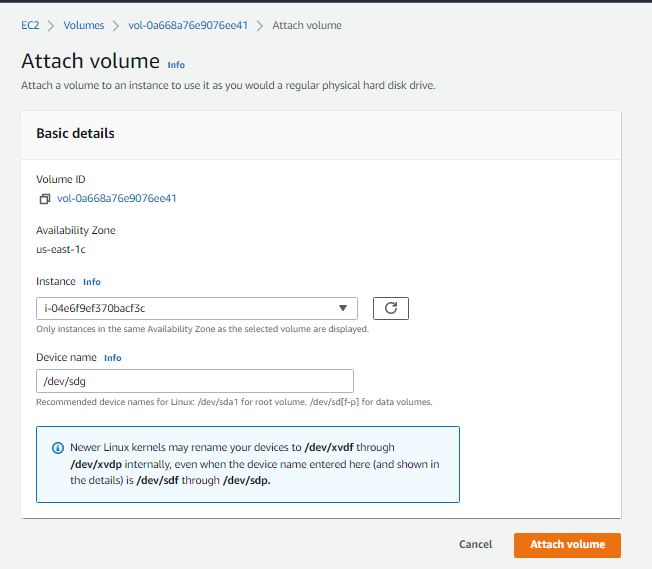 EC2 > Volumes > vol-0a668a76e9076ee41 > Attach volume
Attach volume Info
Attach a volume to an instance to use it as you would a regular physical hard disk drive.
Basic details
Volume ID
vol-0a668a76e9076ee41
Availability Zone
us-east-1c
Instance Info
i-04e6f9ef370bacf3c
Only instances in the same Availability Zone as the selected volume are displayed.
Device name Info
/dev/sdg
Recommended device names for Linux: /dev/sda1 for root volume. /dev/sd[f-p] for data volumes.
Newer Linux kernels may rename your devices to /dev/xvdf through
/dev/xvdp internally, even when the device name entered here (and shown in
the details) is /dev/sdf through /dev/sdp.
Cancel Attach volume